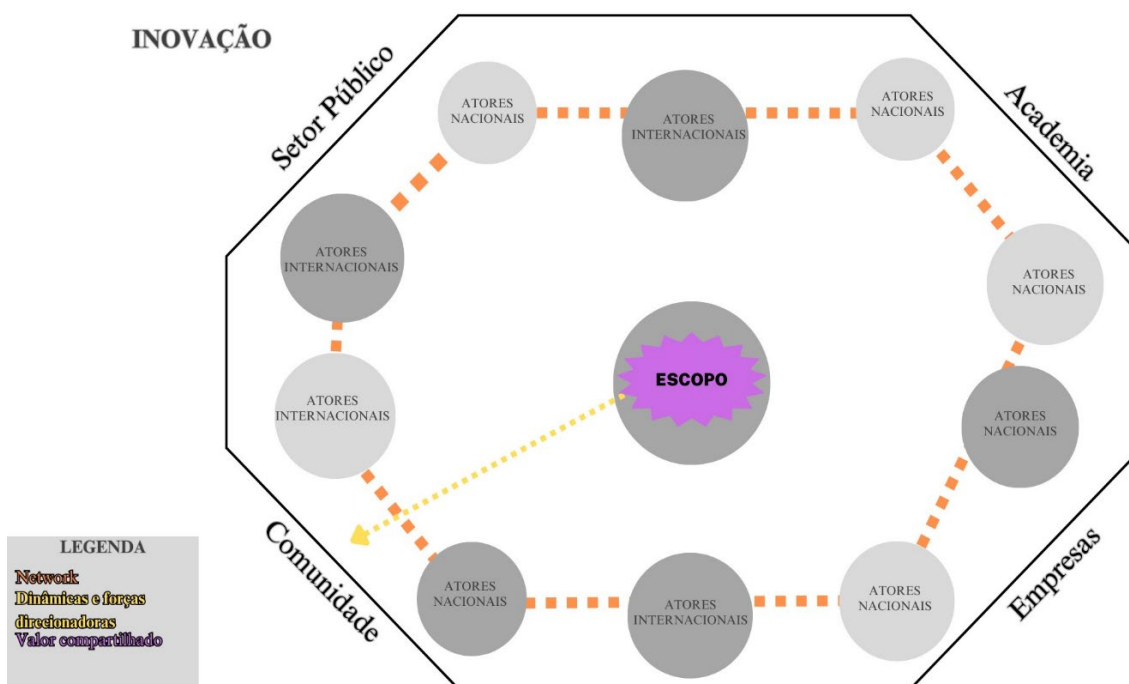 INOVAÇÃO
Setor Público
Academia
ATORES
NACIONAIS
ATORES
INTERNACIONAIS
ATORES
NACIONAIS
ATORES
INTERNACIONAIS
ATORES
NACIONAIS
ESCOPO
ATORES
INTERNACIONAIS
ATORES
NACIONAIS
ATORES
NACIONAIS
ATORES
INTERNACIONAIS
ATORES
NACIONAIS
Comunidade
Empresas
LEGENDA
Network
Dinâmicas e forças
direcionadoras
Valor compartilhado